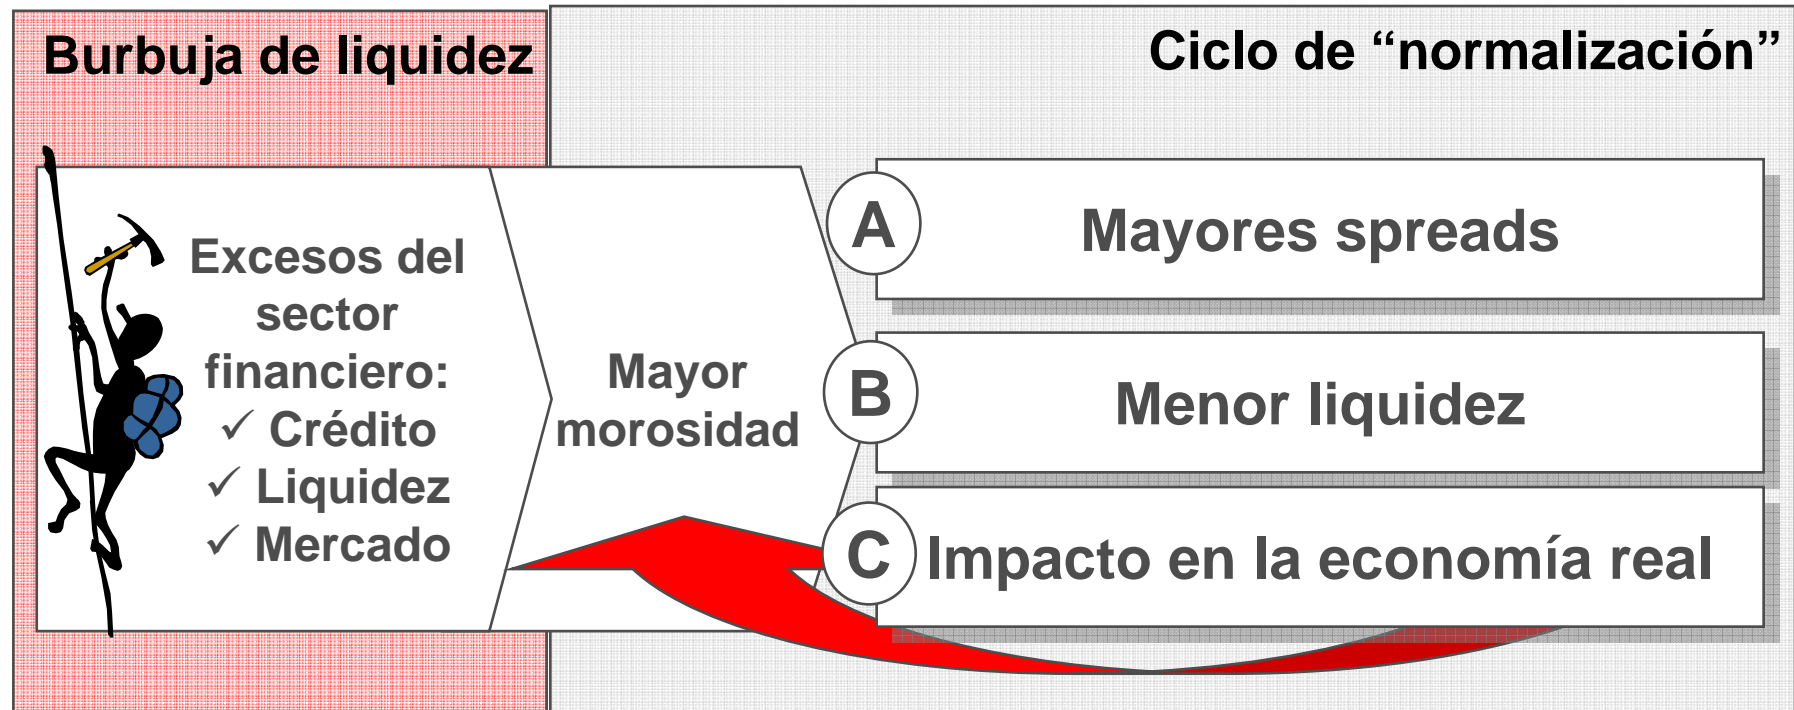 Burbuja de liquidez
Ciclo de “normalización”
Excesos del
sector
financiero:
✓ Crédito
✓ Liquidez
✓ Mercado
Mayor
morosidad
A
Mayores spreads
B
Menor liquidez
C
Impacto en la economía real